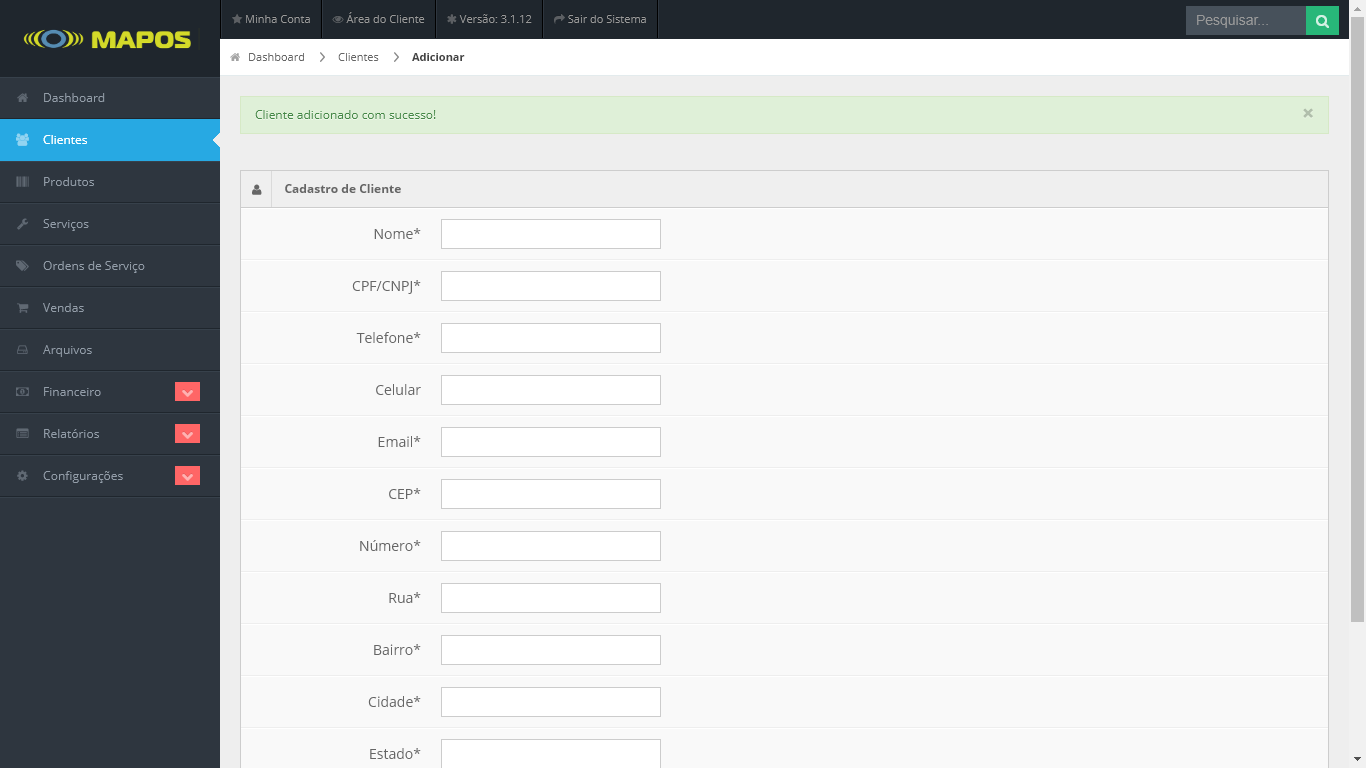 MAPOS
Minha Conta Área do Cliente Versão: 3.1.12 Sair do Sistema Pesquisar...
Dashboard Clientes Adicionar
Dashboard
Clientes
Produtos
Serviços
Ordens de Serviço
Vendas
Arquivos
Financeiro
Relatórios
Configurações
Cliente adicionado com sucesso! ×
Cadastro de Cliente
Nome*
CPF/CNPJ*
Telefone*
Celular
Email*
CEP*
Número*
Rua*
Bairro*
Cidade*
Estado*